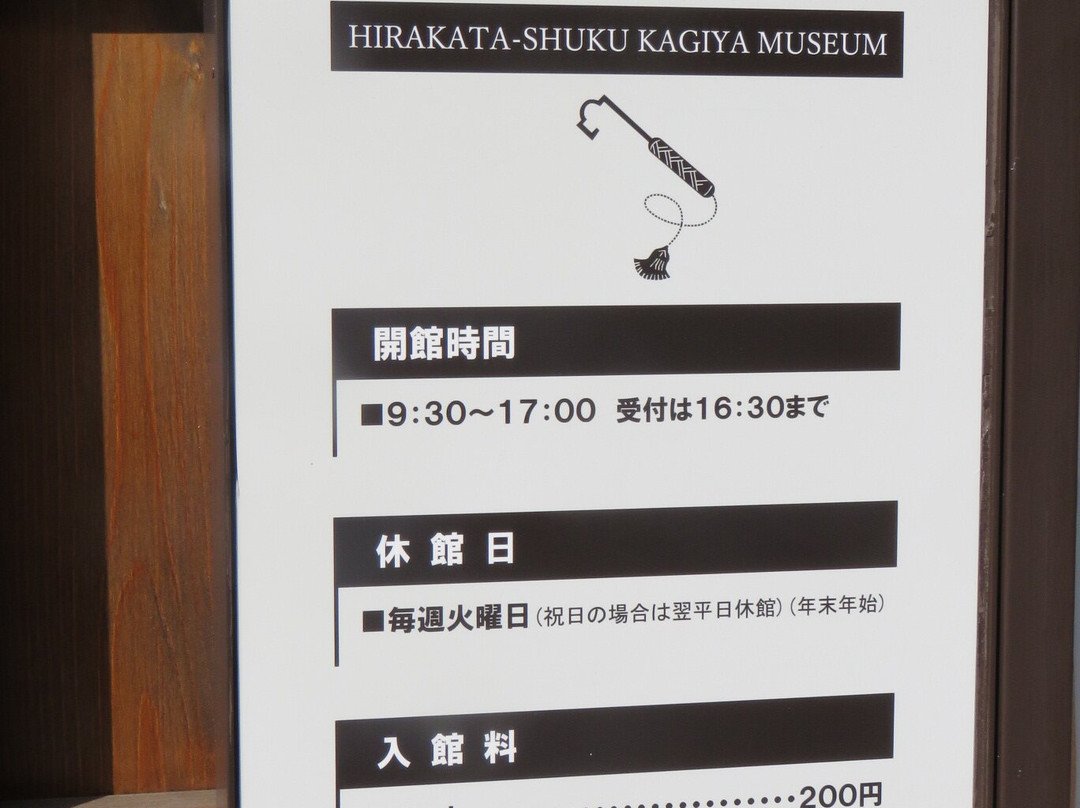 HIRAKATA-SHUKU KAGIYA MUSEUM
開館時間
■9:30～17:00 受付は16:30まで
休館日
■毎週火曜日(祝日の場合は翌平日休館)(年末年始)
入館料
200円